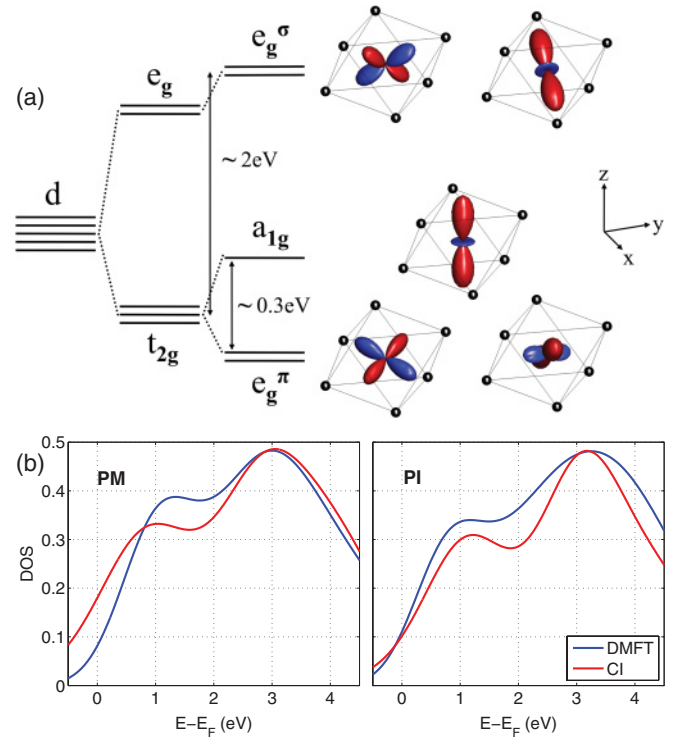 (a)
d
e_g
t_2g
e_g^σ
~ 2eV
a_1g
~ 0.3eV
e_g^π
z
y
x
(b)
PM
PI
DOS
0.5
0.4
0.3
0.2
0.1
0
0 1 2 3 4
0 1 2 3 4
E−E_F (eV)
E−E_F (eV)
DMFT
CI